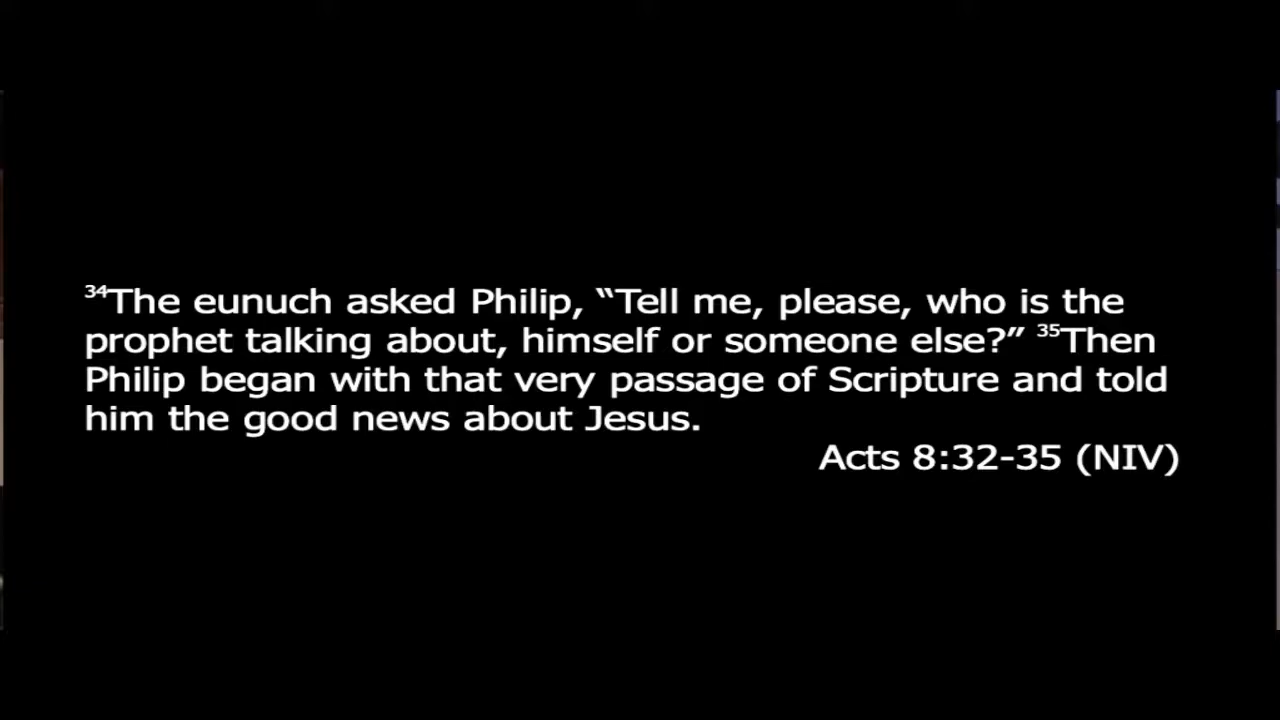 ³⁴The eunuch asked Philip, “Tell me, please, who is the
prophet talking about, himself or someone else?” ³⁵Then
Philip began with that very passage of Scripture and told
him the good news about Jesus.
Acts 8:32-35 (NIV)